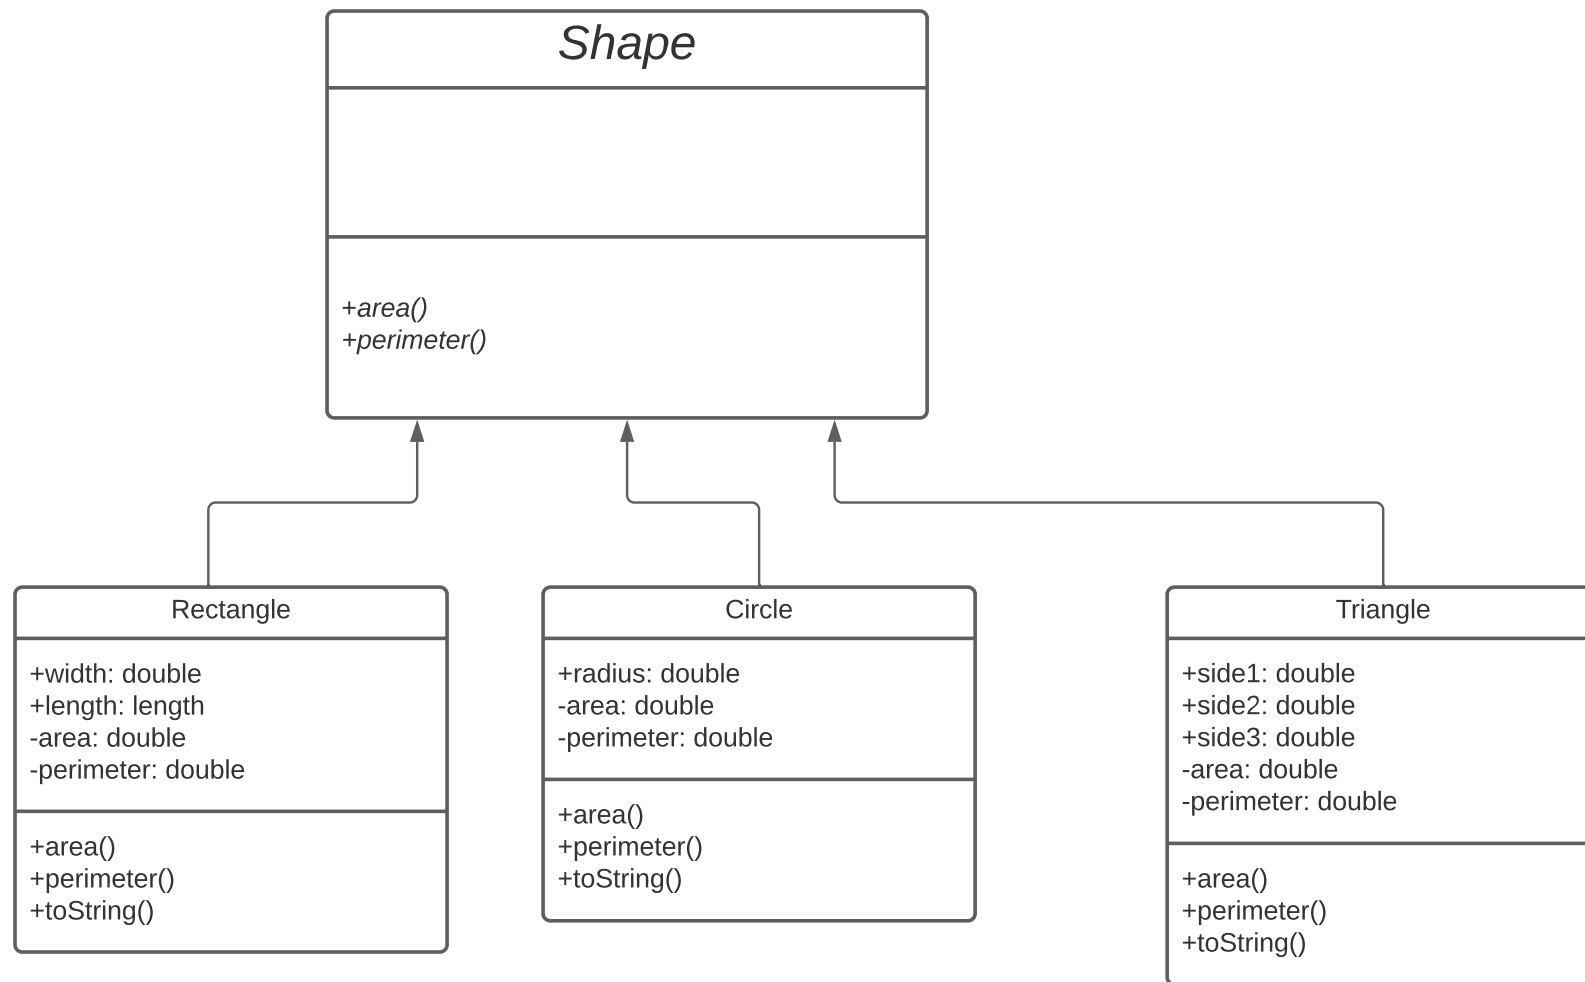 Shape
+area()
+perimeter()
Rectangle
+width: double
+length: length
-area: double
-perimeter: double
+area()
+perimeter()
+toString()
Circle
+radius: double
-area: double
-perimeter: double
+area()
+perimeter()
+toString()
Triangle
+side1: double
+side2: double
+side3: double
-area: double
-perimeter: double
+area()
+perimeter()
+toString()